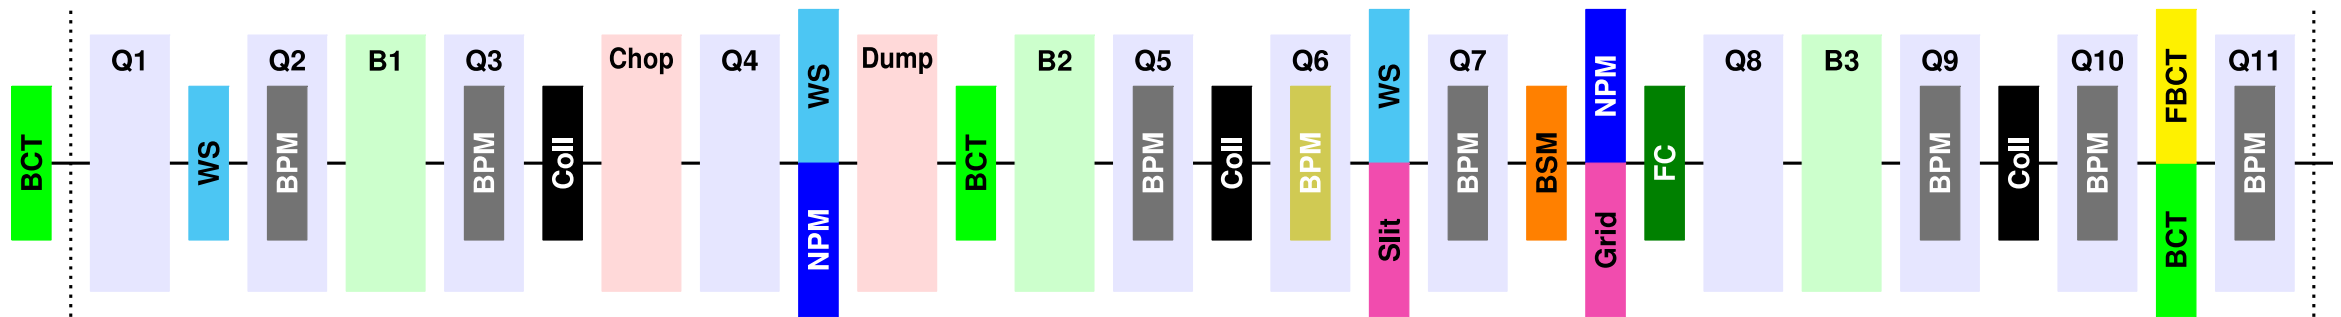 BCT
Q1
WS
Q2
BPM
B1
Q3
BPM
Coll
Chop
Q4
WS
NPM
Dump
BCT
B2
Q5
BPM
Coll
Q6
BPM
WS
Slit
Q7
BPM
BSM
NPM
Grid
FC
Q8
B3
Q9
BPM
Coll
Q10
BPM
FBCT
BCT
Q11
BPM